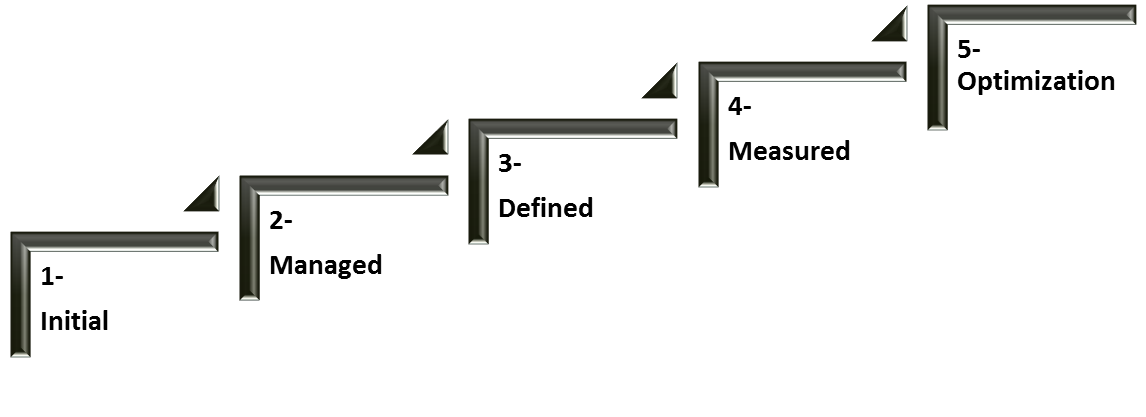 1-
Initial
2-
Managed
3-
Defined
4-
Measured
5-
Optimization